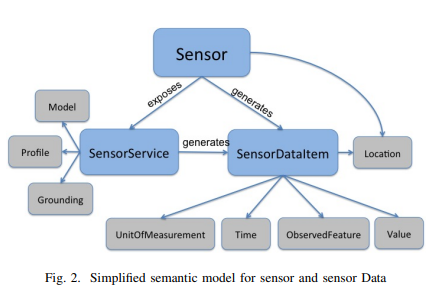 Sensor
exposes
generates
Model
Profile
SensorService
generates
SensorDataItem
Location
Grounding
UnitOfMeasurement
Time
ObservedFeature
Value
Fig. 2. Simplified semantic model for sensor and sensor Data